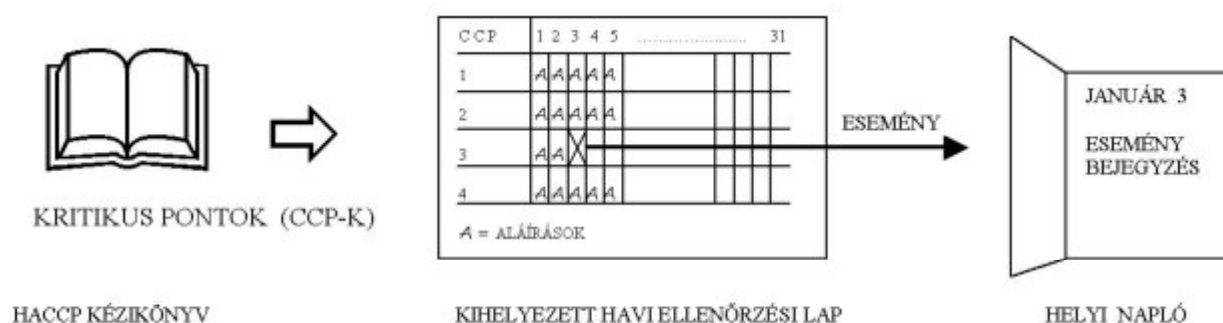 KRITIKUS PONTOK (CCP-K)
HACCP KÉZIKÖNYV
CCP 1 2 3 4 5 ...................... 31
1 A A A A A
2 A A A A A
3 A A X
4 A A A A A
A = ALÁÍRÁSOK
KIHELYEZETT HAVI ELLENŐRZÉSI LAP
ESEMÉNY
JANUÁR 3
ESEMÉNY
BEJEGYZÉS
HELYI NAPLÓ